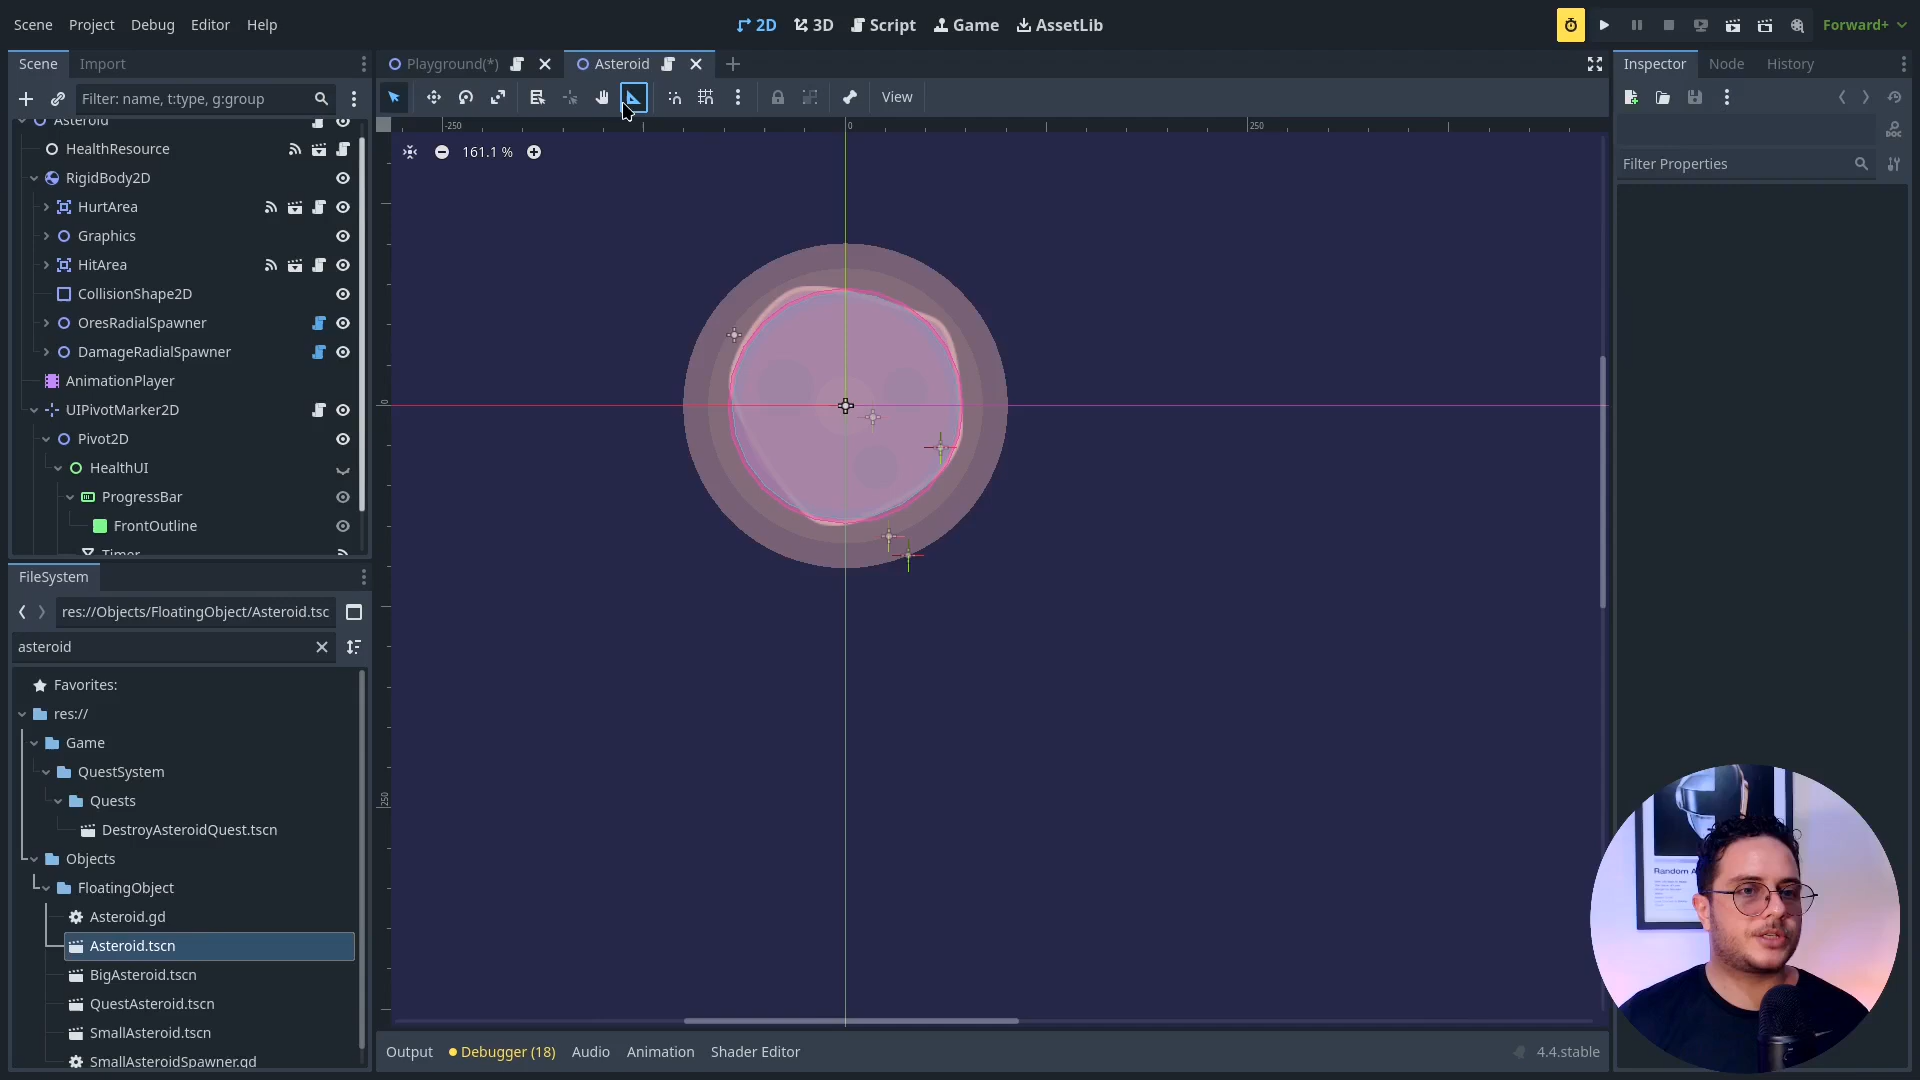 Scene Project Debug Editor Help
2D 3D Script Game AssetLib
Forward+
Scene Import
Playground(*) Asteroid
Inspector Node History
Filter: name, t:type, g:group
View
Asteroid
-250 0 250
HealthResource
161.1 %
Filter Properties
RigidBody2D
HurtArea
Graphics
HitArea
CollisionShape2D
OresRadialSpawner
DamageRadialSpawner
AnimationPlayer
0
UIPivotMarker2D
Pivot2D
HealthUI
ProgressBar
FrontOutline
Timer
FileSystem
res://Objects/FloatingObject/Asteroid.tsc
asteroid
Favorites:
res://
Game
QuestSystem
Quests
250
DestroyAsteroidQuest.tscn
Objects
FloatingObject
Random A
Asteroid.gd
Asteroid.tscn
BigAsteroid.tscn
QuestAsteroid.tscn
SmallAsteroid.tscn
SmallAsteroidSpawner.gd
Output Debugger (18) Audio Animation Shader Editor
4.4.stable